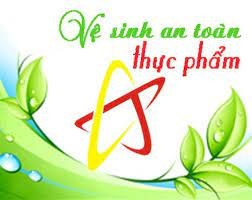 Vệ sinh an toàn
thực phẩm